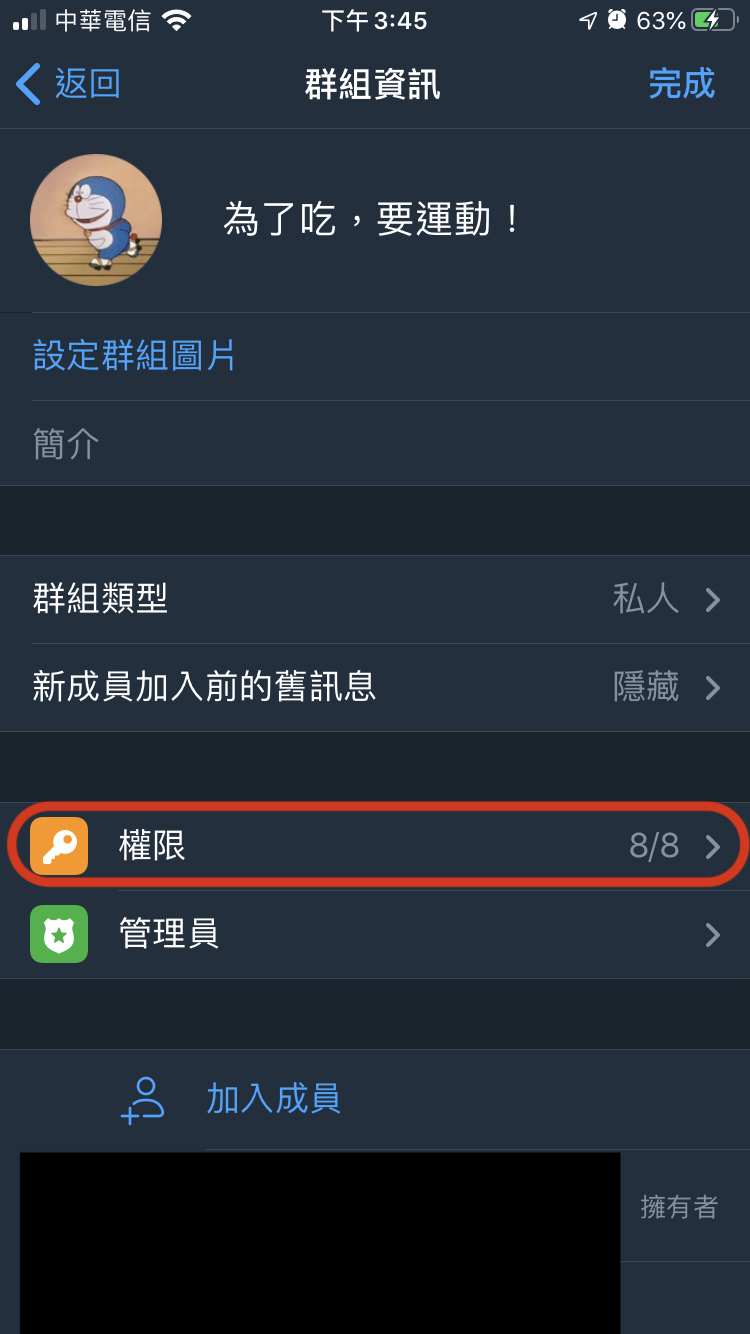 中華電信 下午3:45 63%
返回 群組資訊 完成
為了吃，要運動！
設定群組圖片
簡介
群組類型 私人
新成員加入前的舊訊息 隱藏
權限 8/8
管理員
加入成員
擁有者